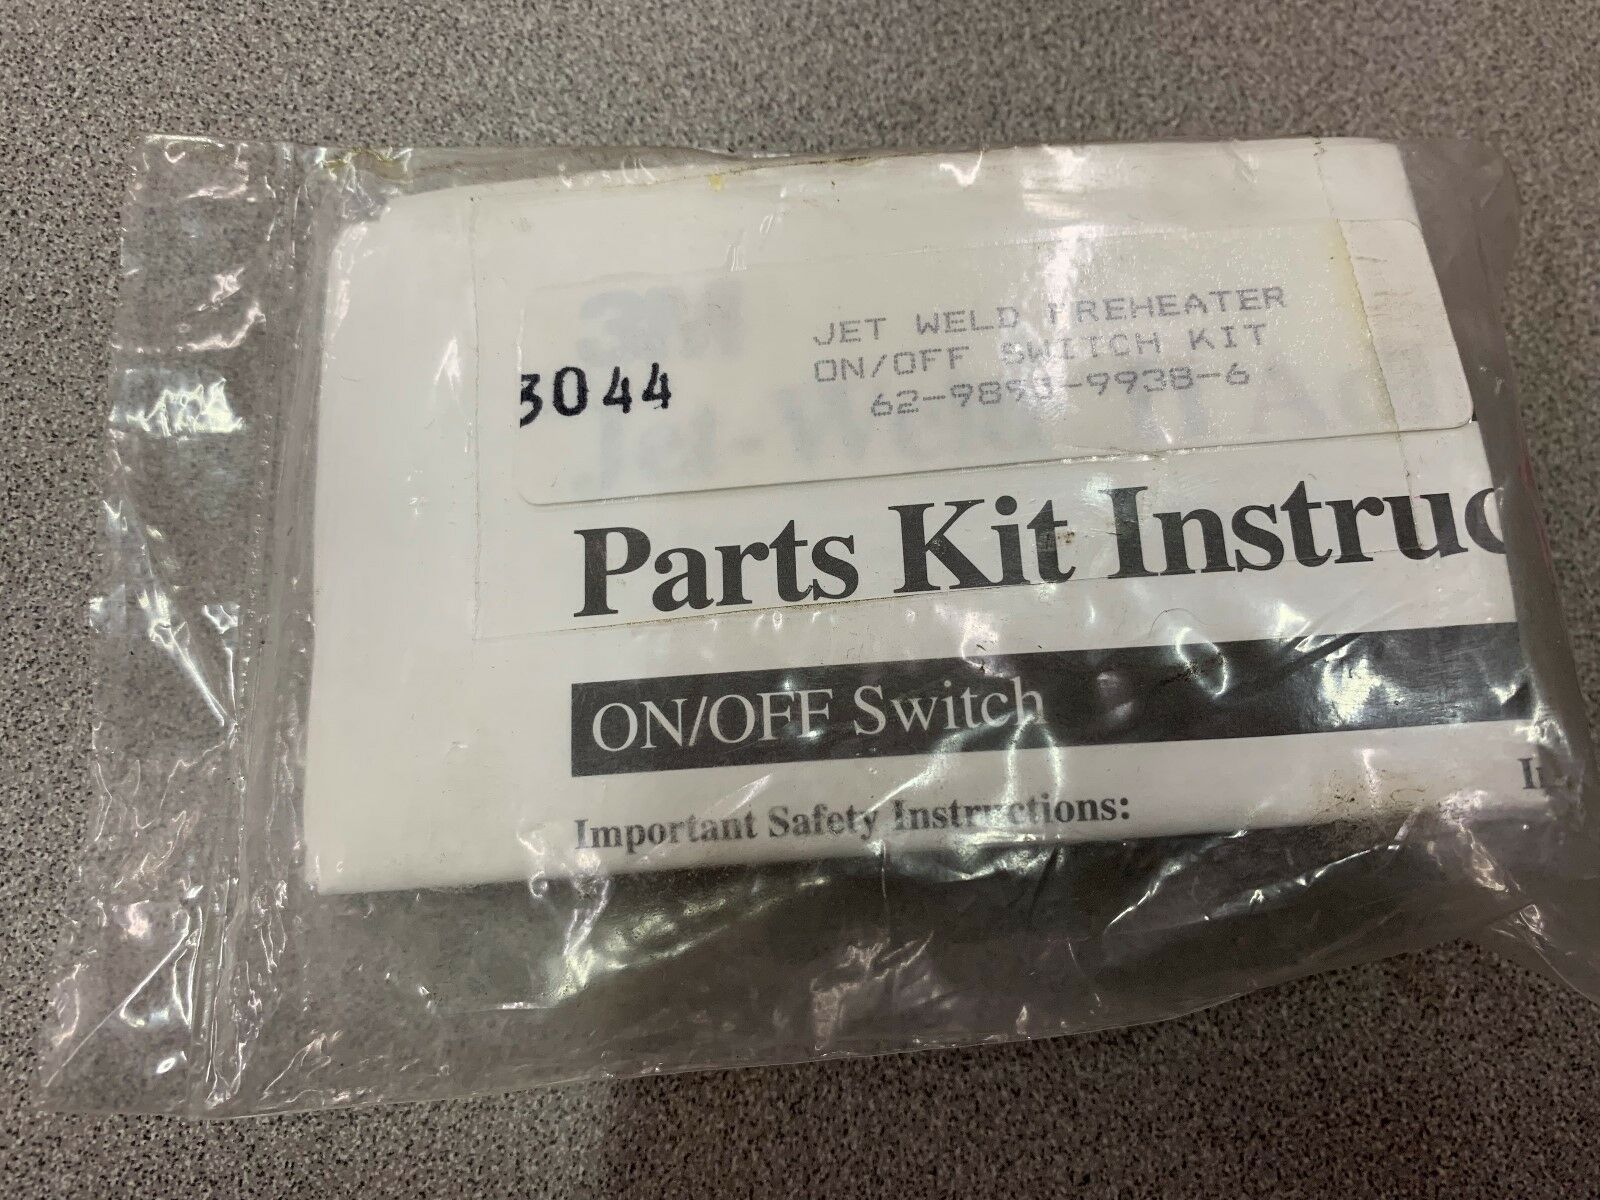 JET WELD PREHEATER
ON/OFF SWITCH KIT
62-9890-9938-6
3044
Parts Kit Instruc
ON/OFF Switch
Important Safety Instructions: